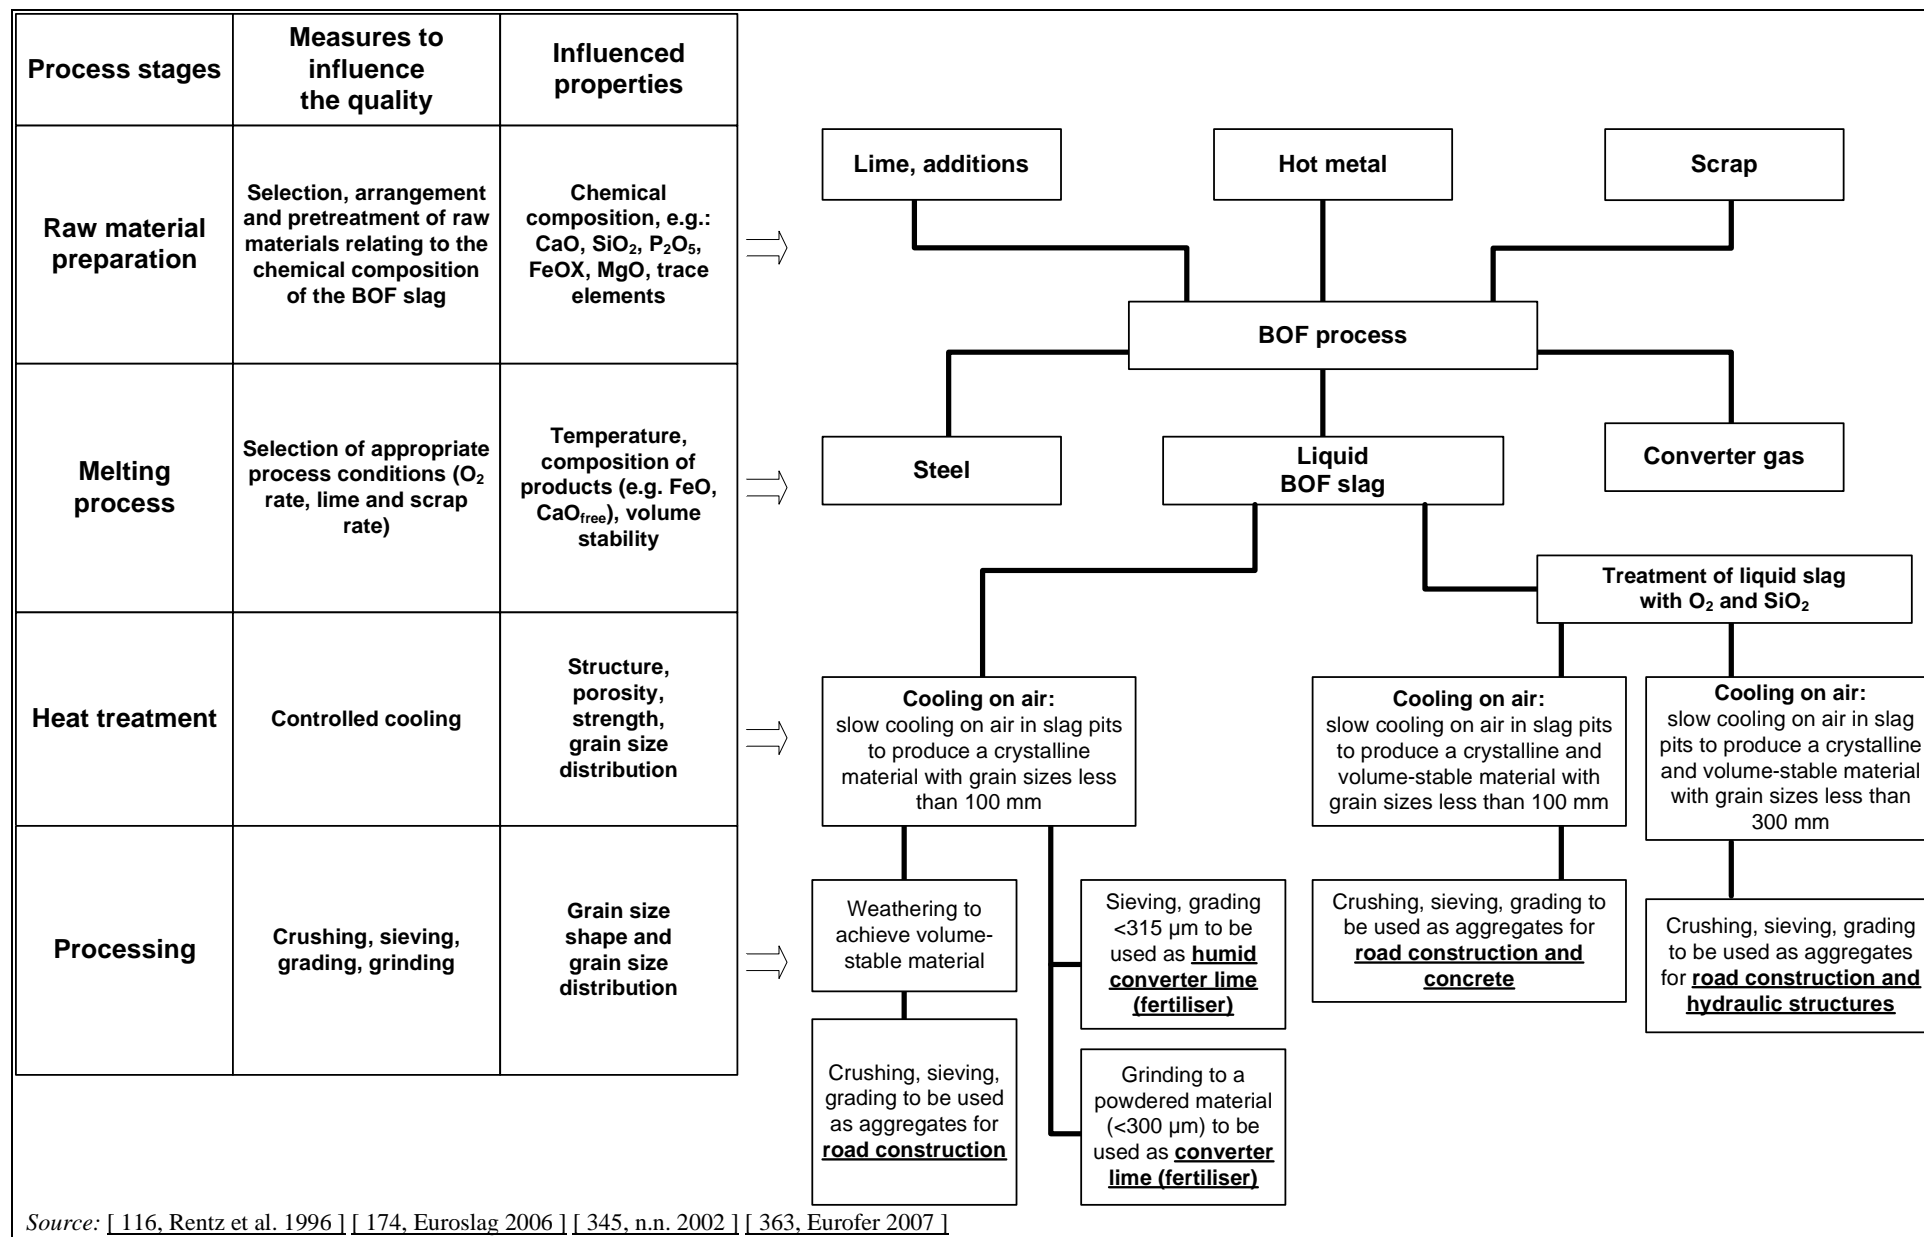 Process stages
Measures to
influence
the quality
Influenced
properties
Raw material
preparation
Selection, arrangement
and pretreatment of raw
materials relating to the
chemical composition
of the BOF slag
Chemical
composition, e.g.:
CaO, SiO₂, P₂O₅,
FeOX, MgO, trace
elements
Lime, additions
Hot metal
Scrap
BOF process
Melting
process
Selection of appropriate
process conditions (O₂
rate, lime and scrap
rate)
Temperature,
composition of
products (e.g. FeO,
CaOfree), volume
stability
Steel
Liquid
BOF slag
Converter gas
Treatment of liquid slag
with O₂ and SiO₂
Heat treatment
Controlled cooling
Structure,
porosity,
strength,
grain size
distribution
Cooling on air:
slow cooling on air in slag pits
to produce a crystalline
material with grain sizes less
than 100 mm
Cooling on air:
slow cooling on air in slag pits
to produce a crystalline and
volume-stable material with
grain sizes less than 100 mm
Cooling on air:
slow cooling on air in slag
pits to produce a crystalline
and volume-stable material
with grain sizes less than
300 mm
Processing
Crushing, sieving,
grading, grinding
Grain size
shape and
grain size
distribution
Weathering to
achieve volume-
stable material
Sieving, grading
<315 µm to be
used as humid
converter lime
(fertiliser)
Crushing, sieving, grading to
be used as aggregates for
road construction and
concrete
Crushing, sieving, grading
to be used as aggregates
for road construction and
hydraulic structures
Crushing, sieving,
grading to be used
as aggregates for
road construction
Grinding to a
powdered material
(<300 µm) to be
used as converter
lime (fertiliser)
Source: [ 116, Rentz et al. 1996 ] [ 174, Euroslag 2006 ] [ 345, n.n. 2002 ] [ 363, Eurofer 2007 ]